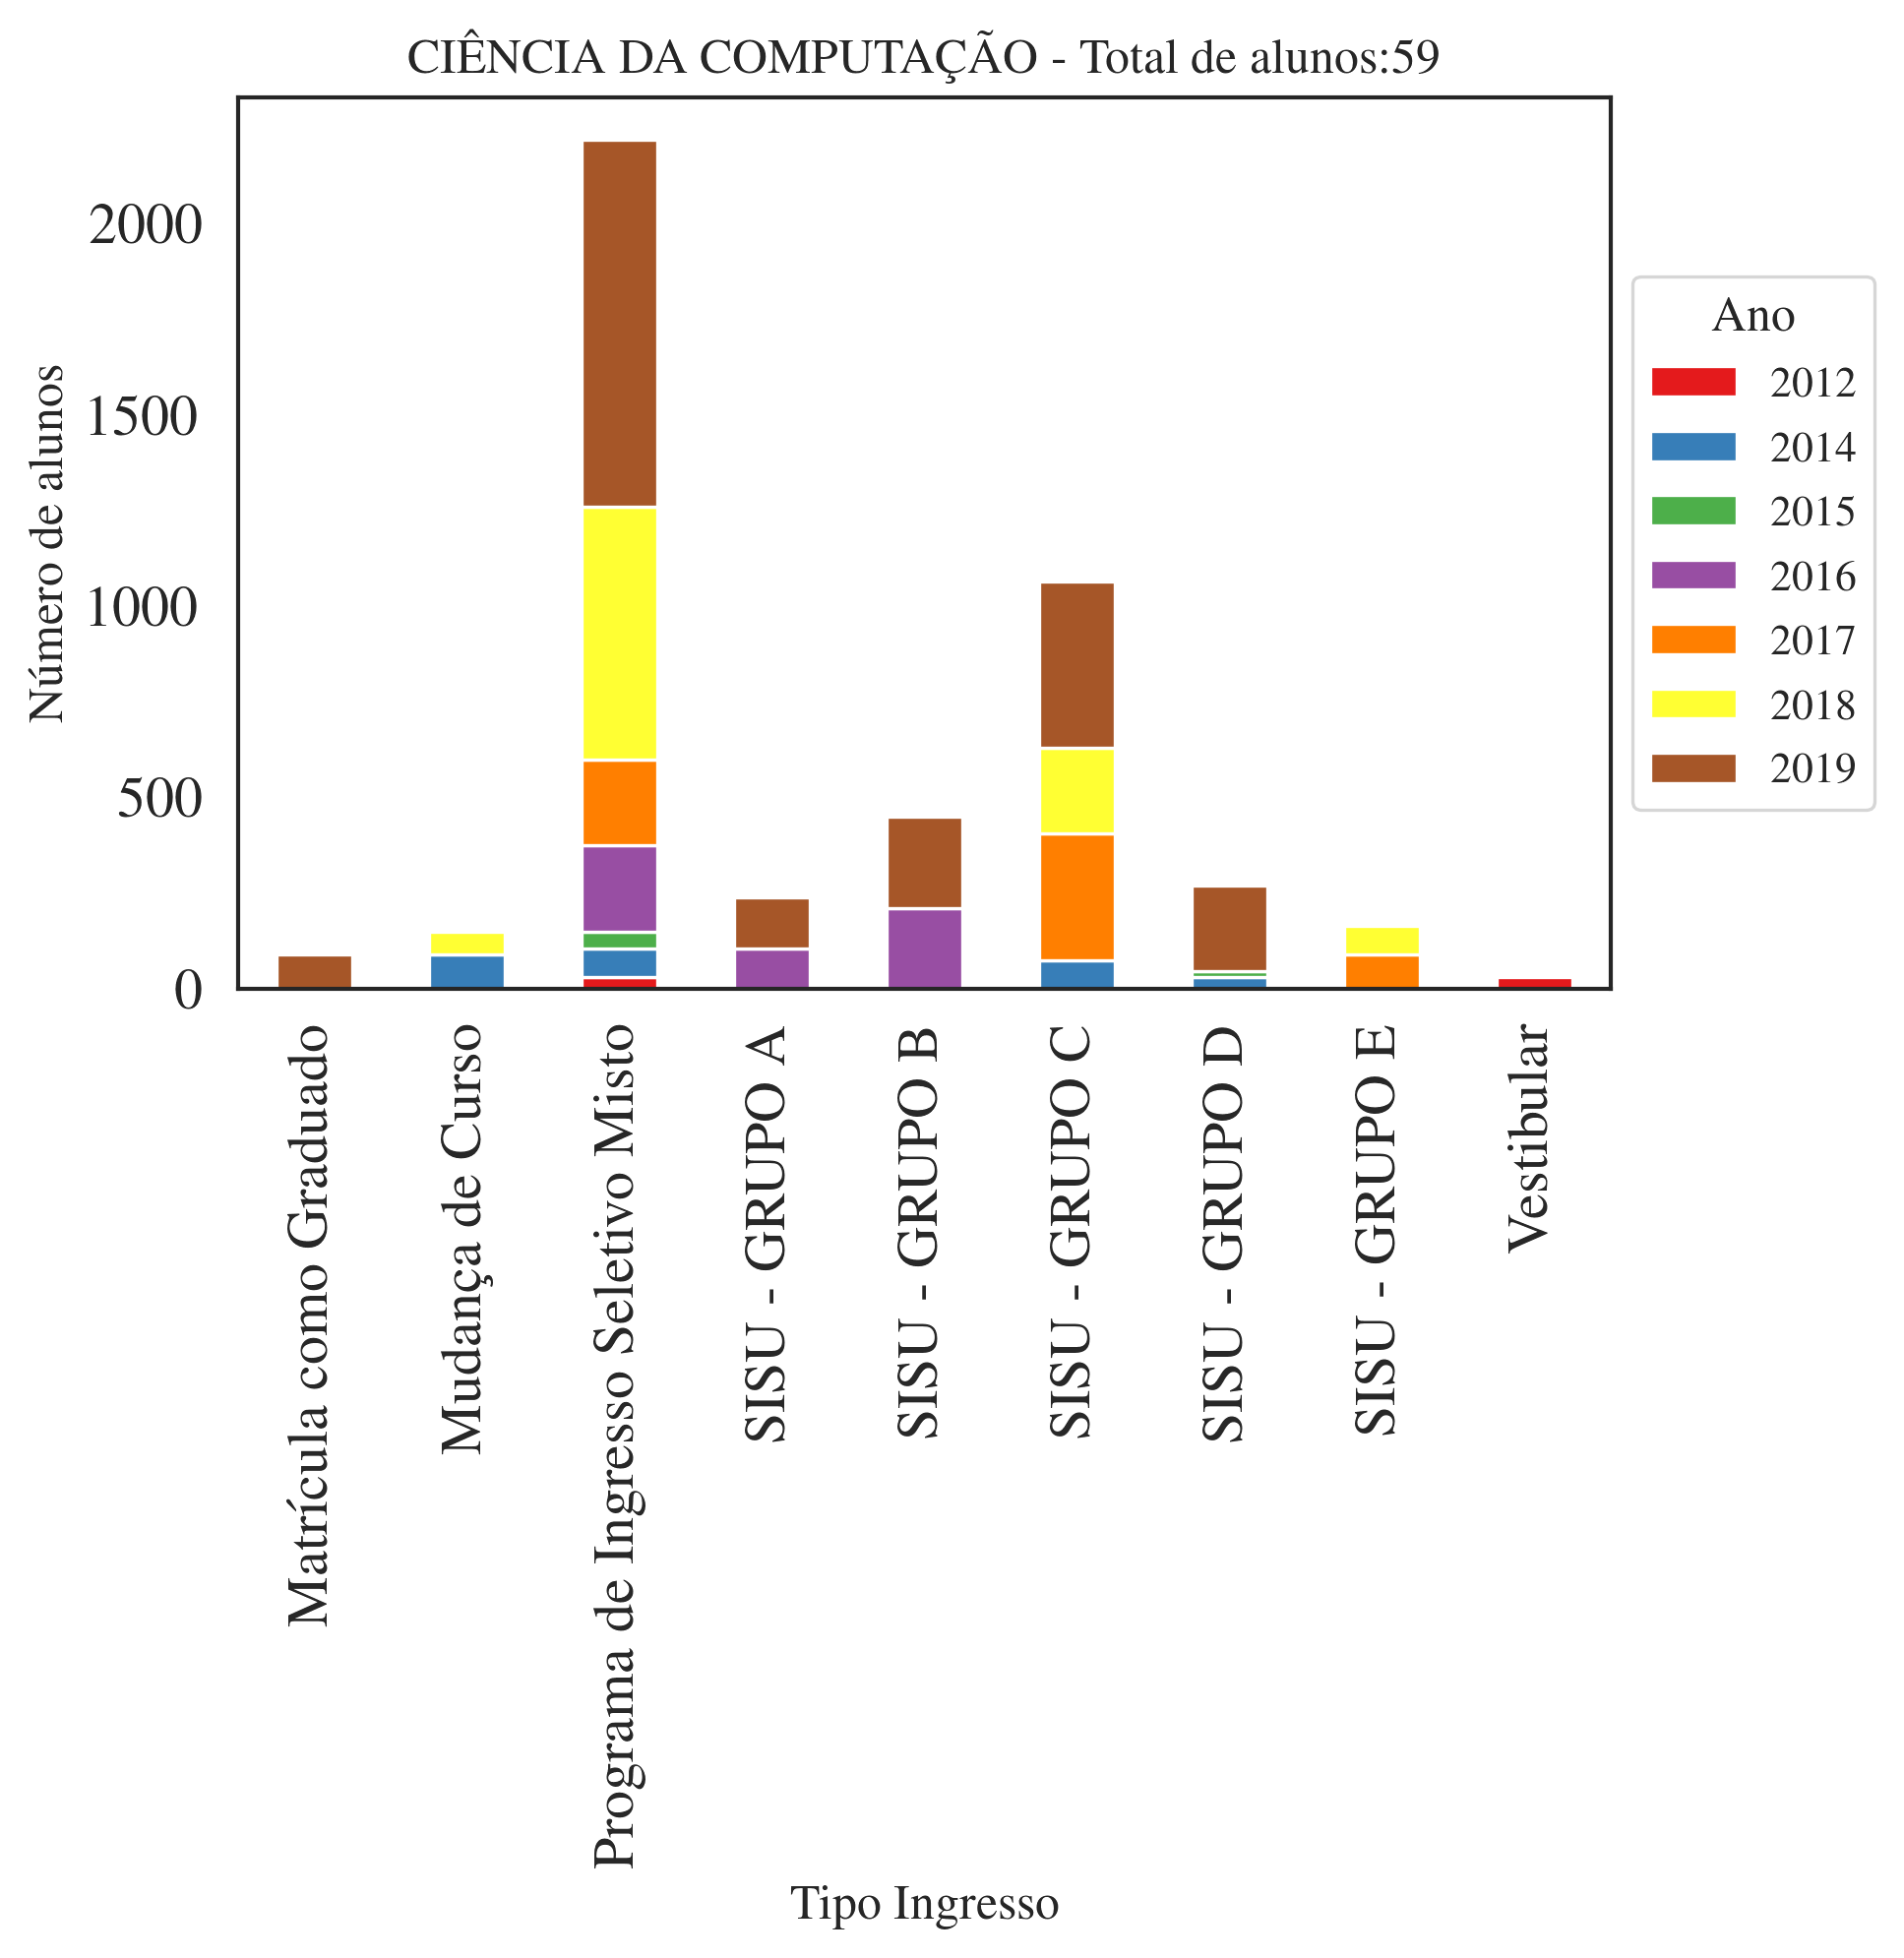 CIÊNCIA DA COMPUTAÇÃO - Total de alunos:59
Número de alunos
2000
1500
1000
500
0
Ano
2012
2014
2015
2016
2017
2018
2019
Matrícula como Graduado
Mudança de Curso
Programa de Ingresso Seletivo Misto
SISU - GRUPO A
SISU - GRUPO B
SISU - GRUPO C
SISU - GRUPO D
SISU - GRUPO E
Vestibular
Tipo Ingresso